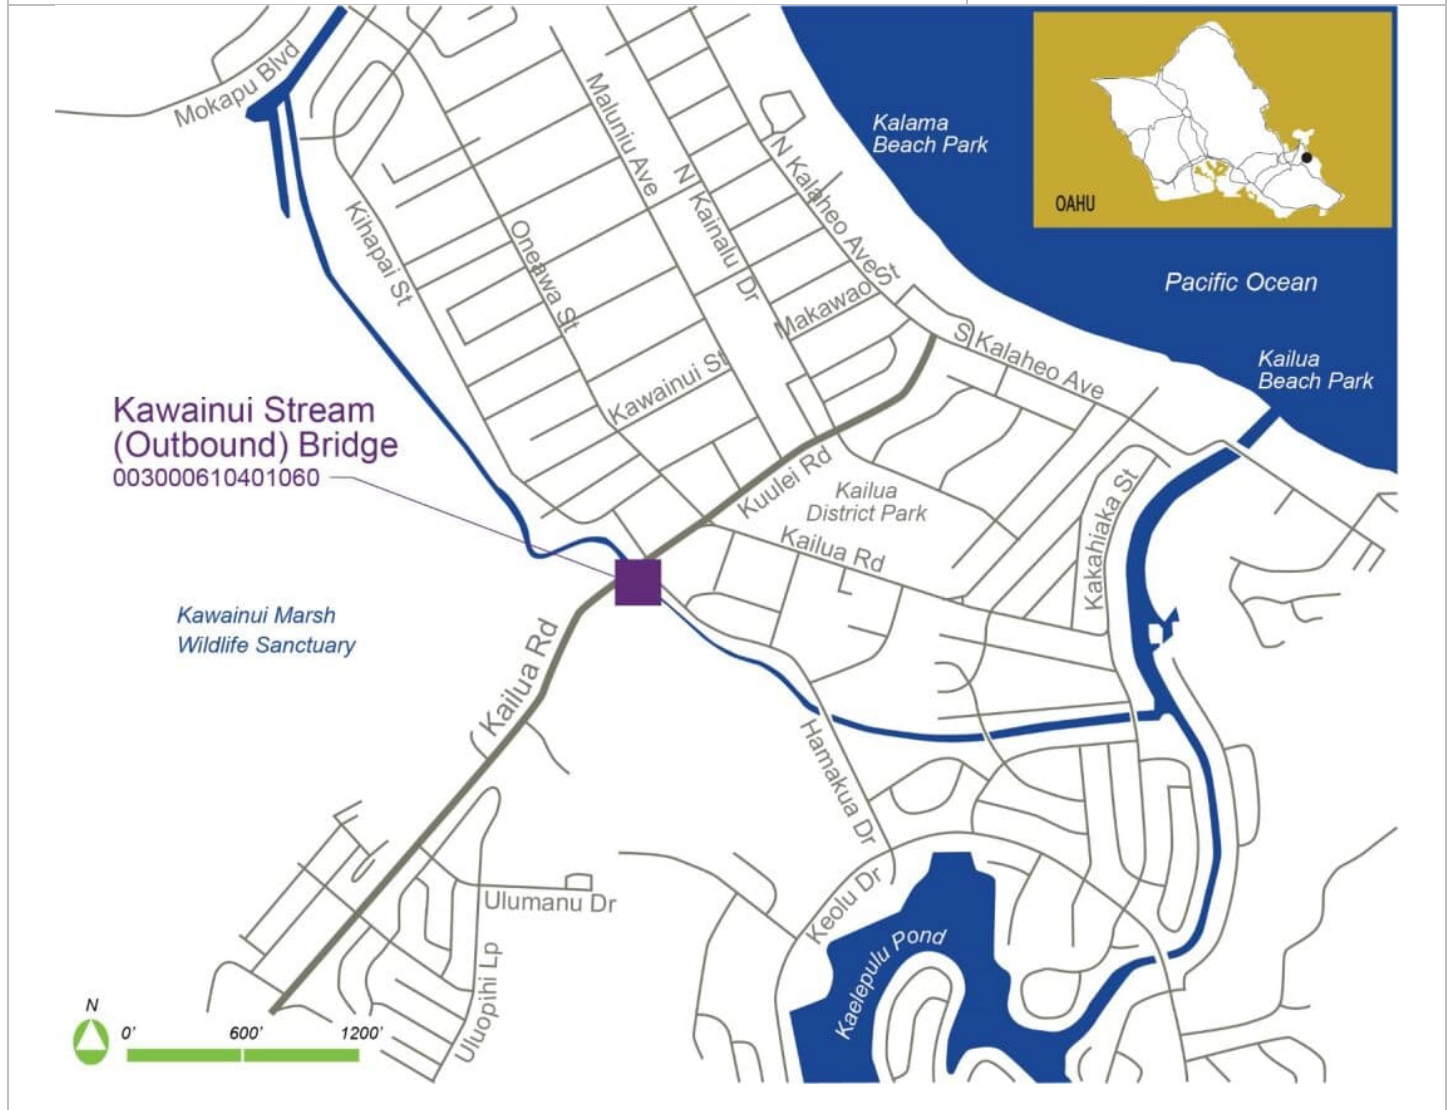 Mokapu Blvd
Maluniu Ave
N Kainalu Dr
N Kalaheo Ave
Kalama
Beach Park
OAHU
Kihapai St
Oneawa St
Makawao St
Pacific Ocean
S Kalaheo Ave
Kailua
Beach Park
Kawainui St
Kawainui Stream
(Outbound) Bridge
003000610401060
Kuulei Rd
Kailua
District Park
Kailua Rd
Kakahiaka St
Kawainui Marsh
Wildlife Sanctuary
Kailua Rd
Hamakua Dr
Keolu Dr
Ulumanu Dr
Kaelepulu Pond
Uluopihi Lp
N
0'
600'
1200'